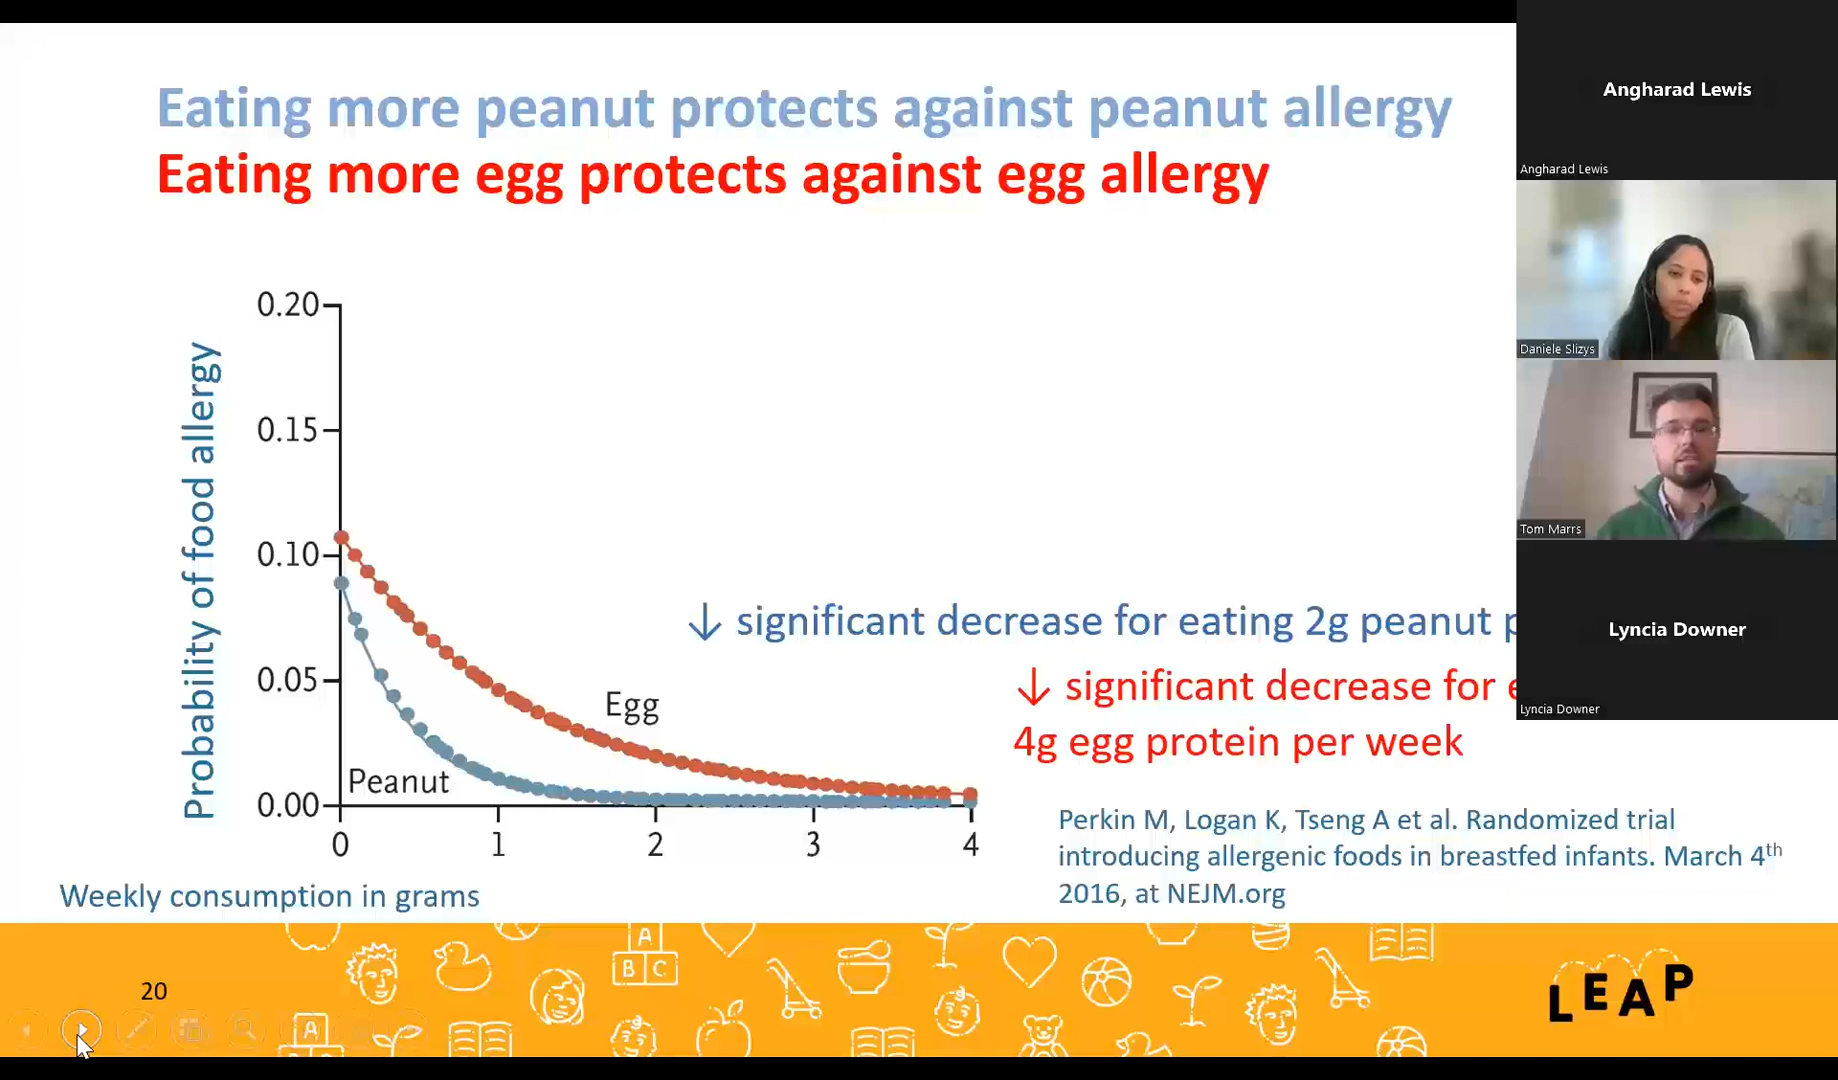 Eating more peanut protects against peanut allergy
Eating more egg protects against egg allergy
Probability of food allergy
0.20
0.15
0.10
0.05
0.00
0
1
2
3
4
Egg
Peanut
Weekly consumption in grams
↓ significant decrease for eating 2g peanut
↓ significant decrease for
4g egg protein per week
Perkin M, Logan K, Tseng A et al. Randomized trial
introducing allergenic foods in breastfed infants. March 4th
2016, at NEJM.org
20
A
B C
A
LEAP
Angharad Lewis
Angharad Lewis
Daniele Slizys
Tom Marrs
Lyncia Downer
Lyncia Downer